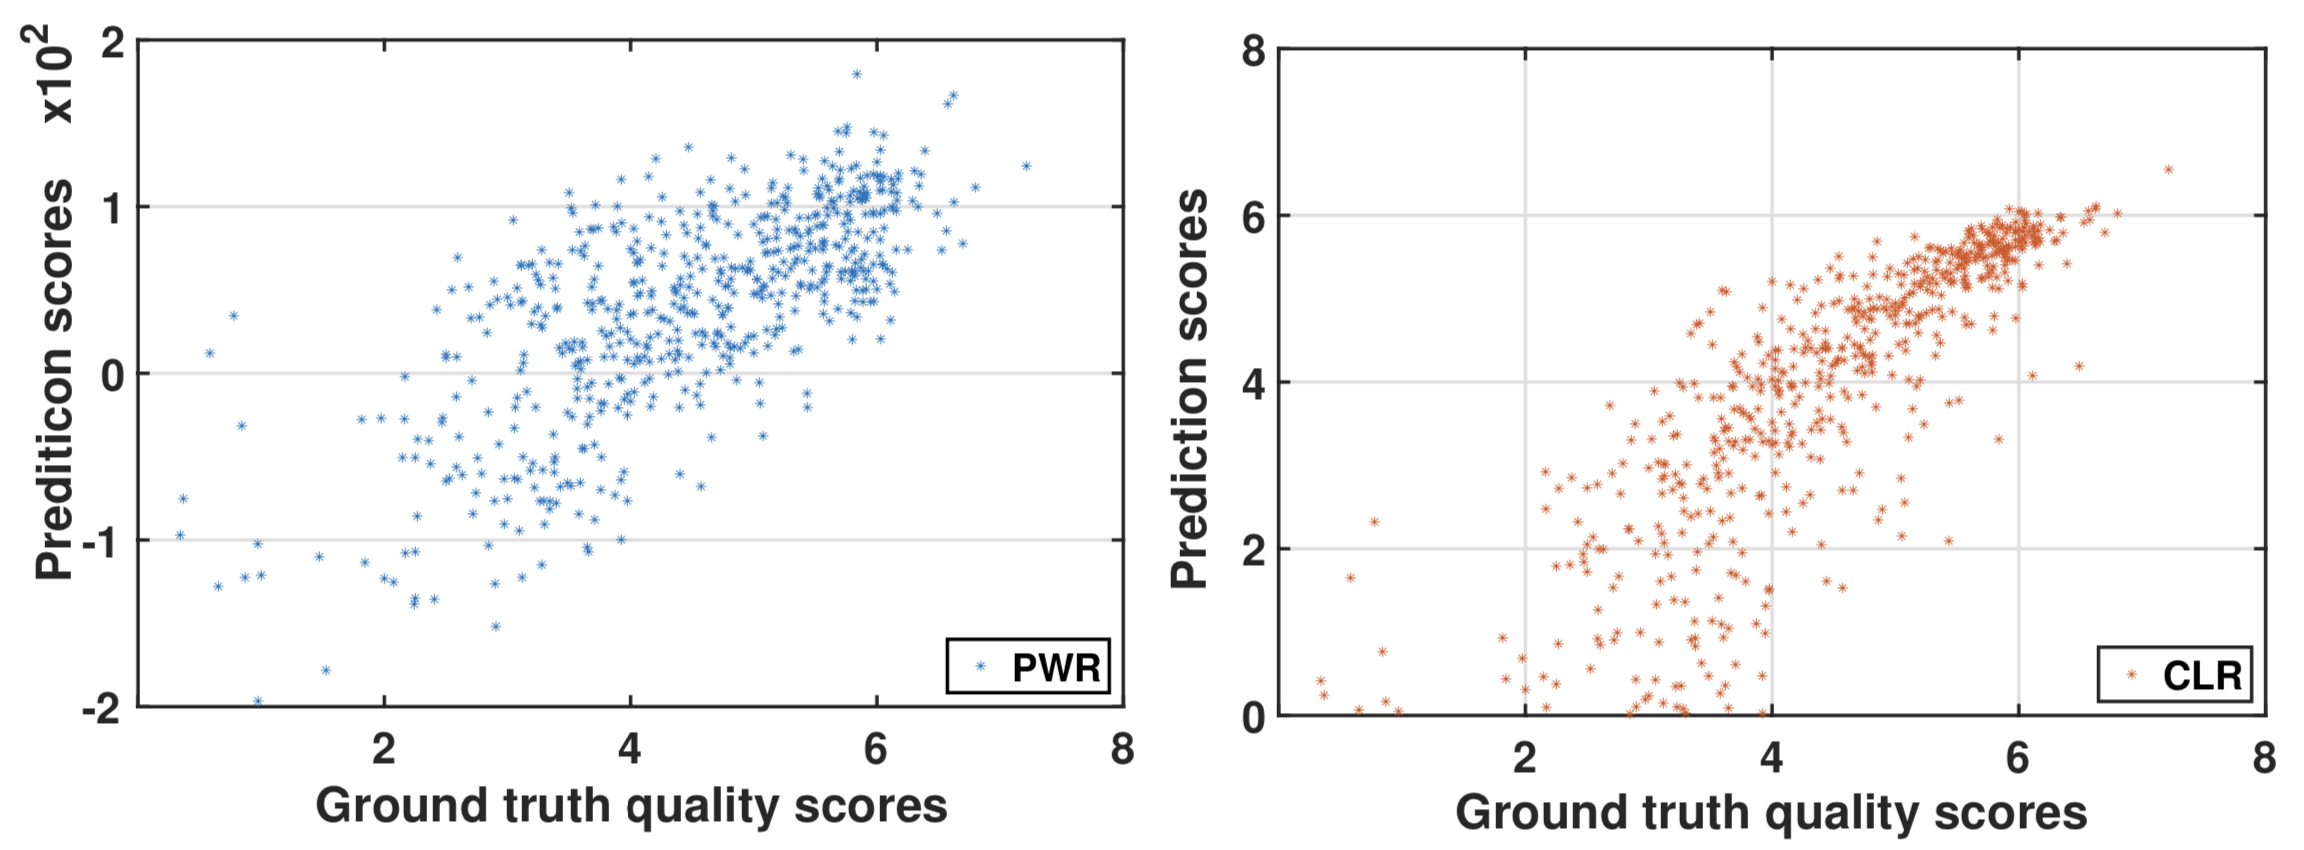 Prediticon scores x10²
2
1
0
-1
-2
2 4 6 8
Ground truth quality scores
PWR
Prediction scores
8
6
4
2
0
2 4 6 8
Ground truth quality scores
CLR